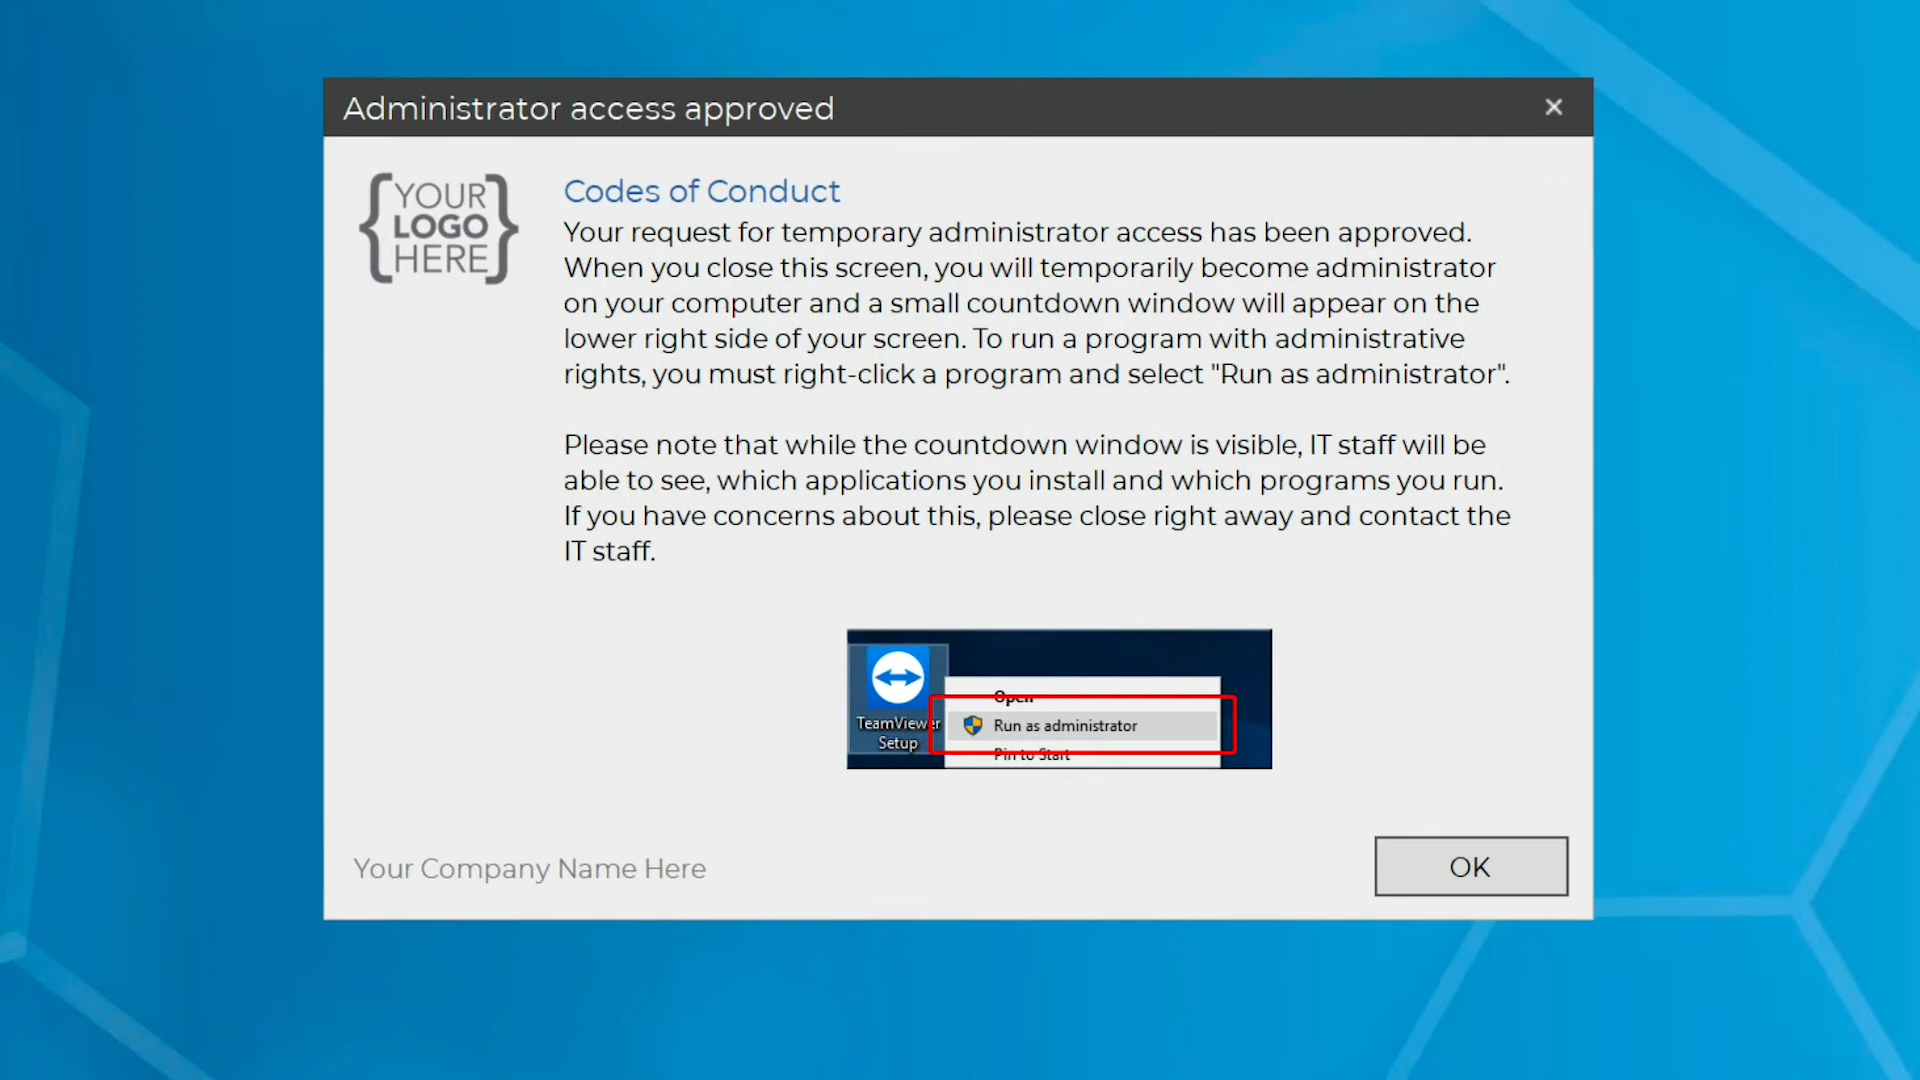 Administrator access approved
YOUR
LOGO
HERE
Codes of Conduct
Your request for temporary administrator access has been approved.
When you close this screen, you will temporarily become administrator
on your computer and a small countdown window will appear on the
lower right side of your screen. To run a program with administrative
rights, you must right-click a program and select "Run as administrator".
Please note that while the countdown window is visible, IT staff will be
able to see, which applications you install and which programs you run.
If you have concerns about this, please close right away and contact the
IT staff.
TeamViewer
Setup
Open
Run as administrator
Pin to Start
Your Company Name Here
OK